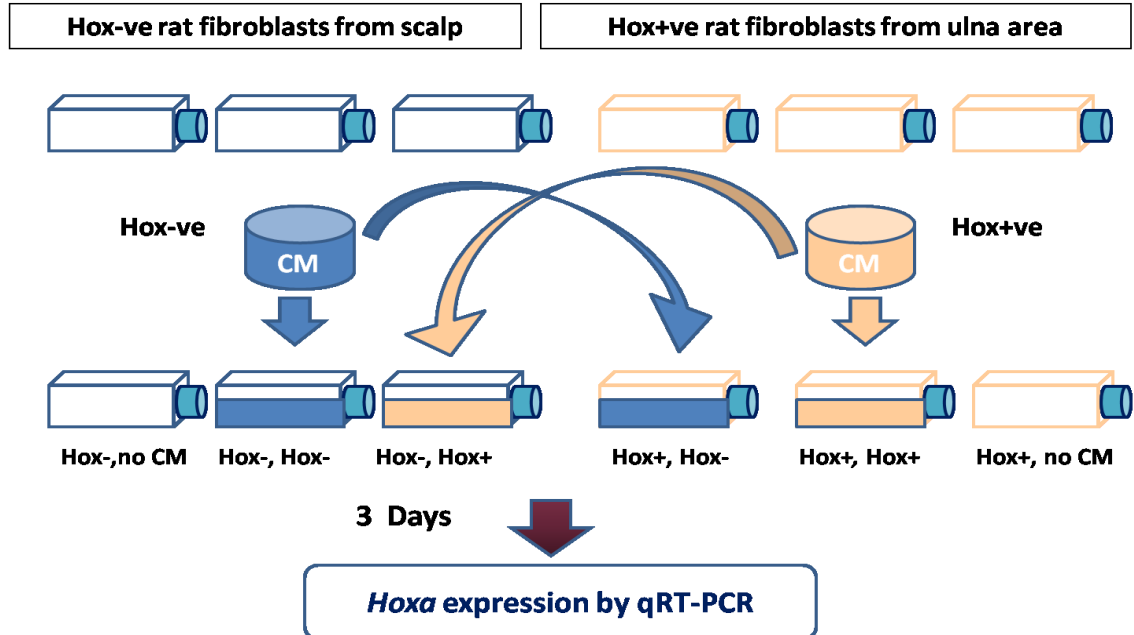 Hox-ve rat fibroblasts from scalp
Hox+ve rat fibroblasts from ulna area
Hox-ve
CM
CM
Hox+ve
Hox-,no CM
Hox-, Hox-
Hox-, Hox+
Hox+, Hox-
Hox+, Hox+
Hox+, no CM
3 Days
Hoxa expression by qRT-PCR